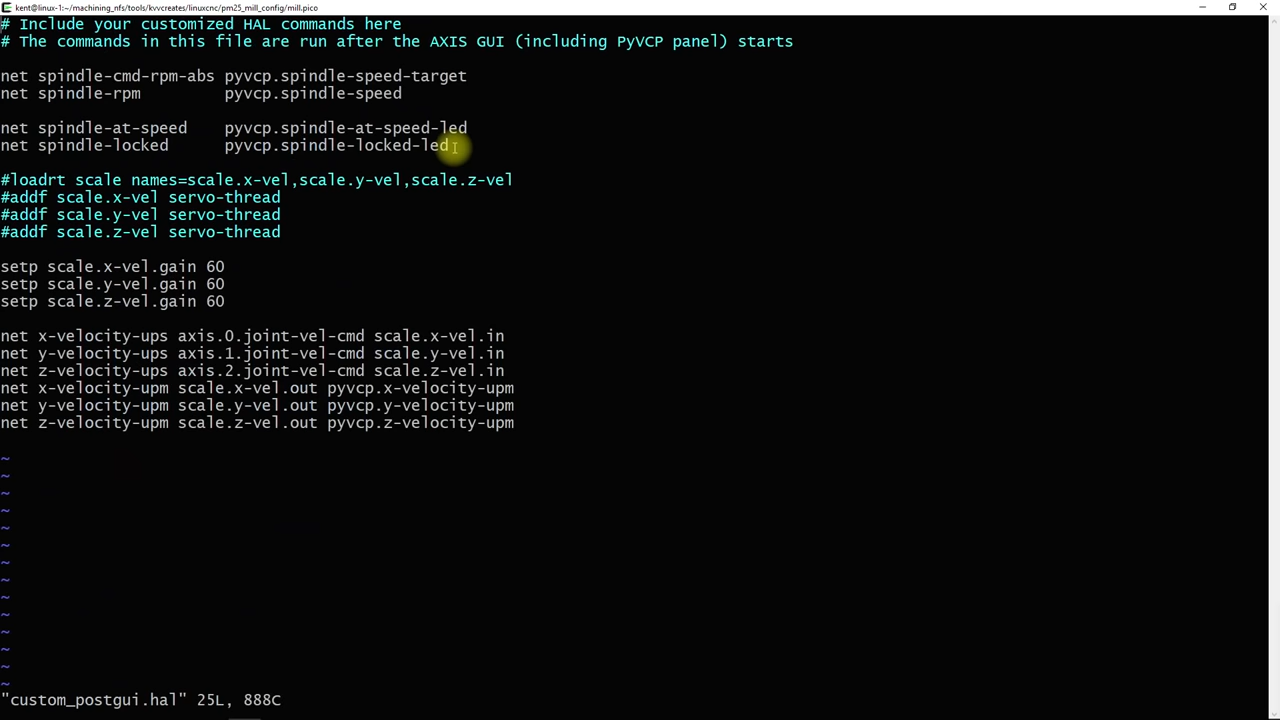 kent@linux-1:~/machining_nfs/tools/kvvcreates/linuxcnc/pm25_mill_config/mill.pico
# Include your customized HAL commands here
# The commands in this file are run after the AXIS GUI (including PyVCP panel) starts
net spindle-cmd-rpm-abs pyvcp.spindle-speed-target
net spindle-rpm         pyvcp.spindle-speed
net spindle-at-speed    pyvcp.spindle-at-speed-led
net spindle-locked      pyvcp.spindle-locked-led
#loadrt scale names=scale.x-vel,scale.y-vel,scale.z-vel
#addf scale.x-vel servo-thread
#addf scale.y-vel servo-thread
#addf scale.z-vel servo-thread
setp scale.x-vel.gain 60
setp scale.y-vel.gain 60
setp scale.z-vel.gain 60
net x-velocity-ups axis.0.joint-vel-cmd scale.x-vel.in
net y-velocity-ups axis.1.joint-vel-cmd scale.y-vel.in
net z-velocity-ups axis.2.joint-vel-cmd scale.z-vel.in
net x-velocity-upm scale.x-vel.out pyvcp.x-velocity-upm
net y-velocity-upm scale.y-vel.out pyvcp.y-velocity-upm
net z-velocity-upm scale.z-vel.out pyvcp.z-velocity-upm
~
~
~
~
~
~
~
~
~
~
~
~
~
~
"custom_postgui.hal" 25L, 888C